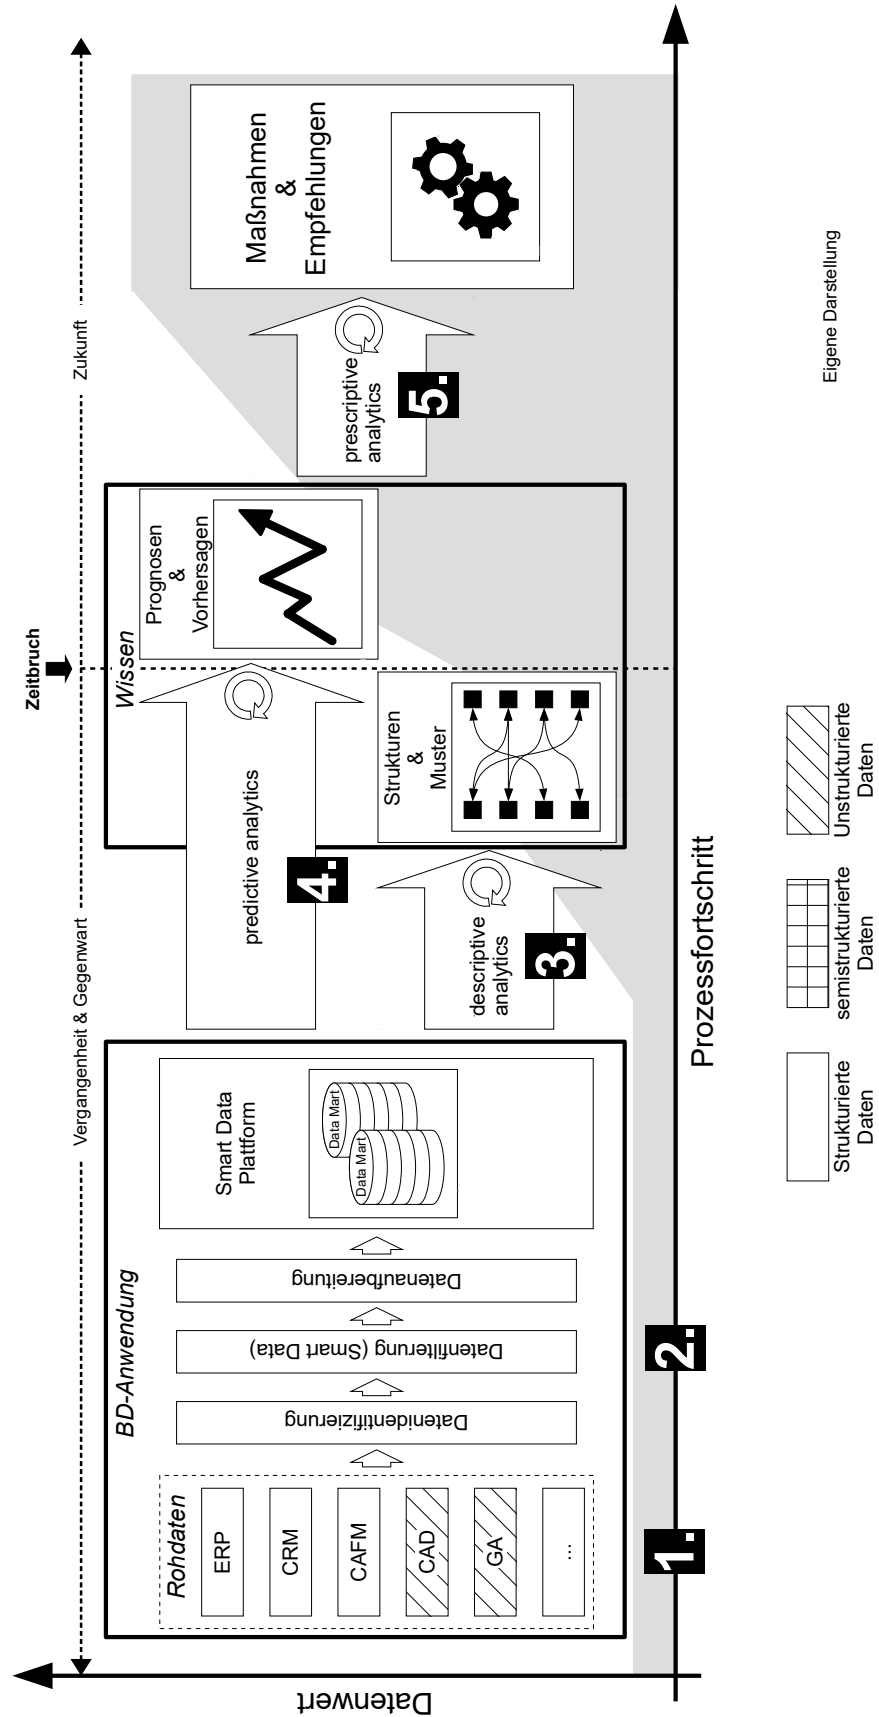 Zeitbruch
Vergangenheit & Gegenwart
Zukunft
BD-Anwendung
Rohdaten
ERP
CRM
CAFM
CAD
GA
...
Datenidentifizierung
Datenfilterung (Smart Data)
Datenaufbereitung
Smart Data
Plattform
Data Mart
Data Mart
predictive analytics
4.
descriptive
analytics
3.
Wissen
Prognosen
&
Vorhersagen
Strukturen
&
Muster
prescriptive
analytics
5.
Maßnahmen
&
Empfehlungen
1.
2.
Datenwert
Prozessfortschritt
Strukturierte
Daten
semistrukturierte
Daten
Unstrukturierte
Daten
Eigene Darstellung